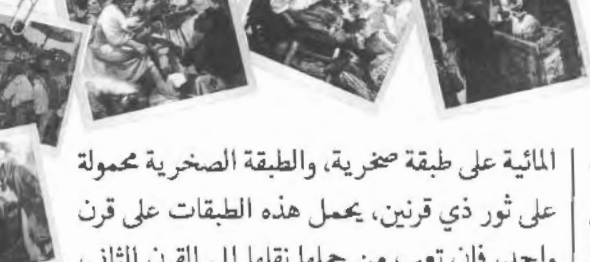 المائية على طبقة صخرية، والطبقة الصخرية محمولة
على ثور ذي قرنين، يحمل هذه الطبقات على قرن
واحد، فإن تعب من حملها نقلها إلى القرن الثاني